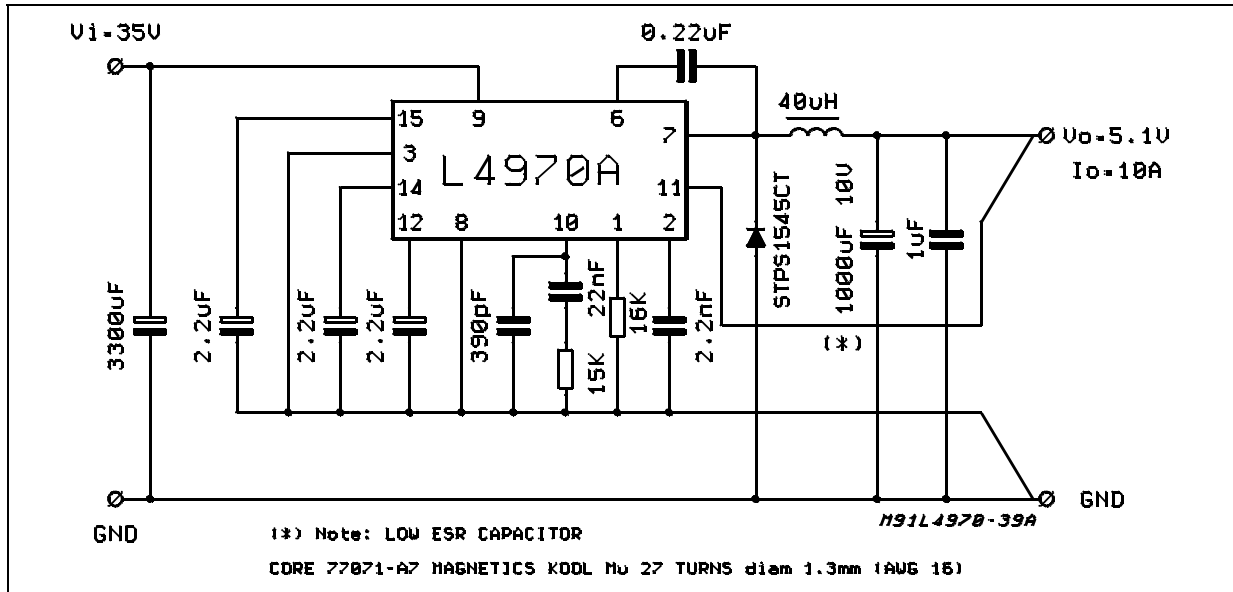 Vi=35V
0.22uF
15
9
6
40uH
7
Vo=5.1V
3
L4970A
Io=10A
14
11
12
8
10
1
2
3300uF
2.2uF
2.2uF
2.2uF
390pF
22nF
15K
16K
2.2nF
STPS1545CT
1000uF 10V
1uF
(*)
GND
GND
M91L4970-39A
(*) Note: LOW ESR CAPACITOR
CORE 77071-A7 MAGNETICS KOOL Mu 27 TURNS diam 1.3mm (AWG 16)